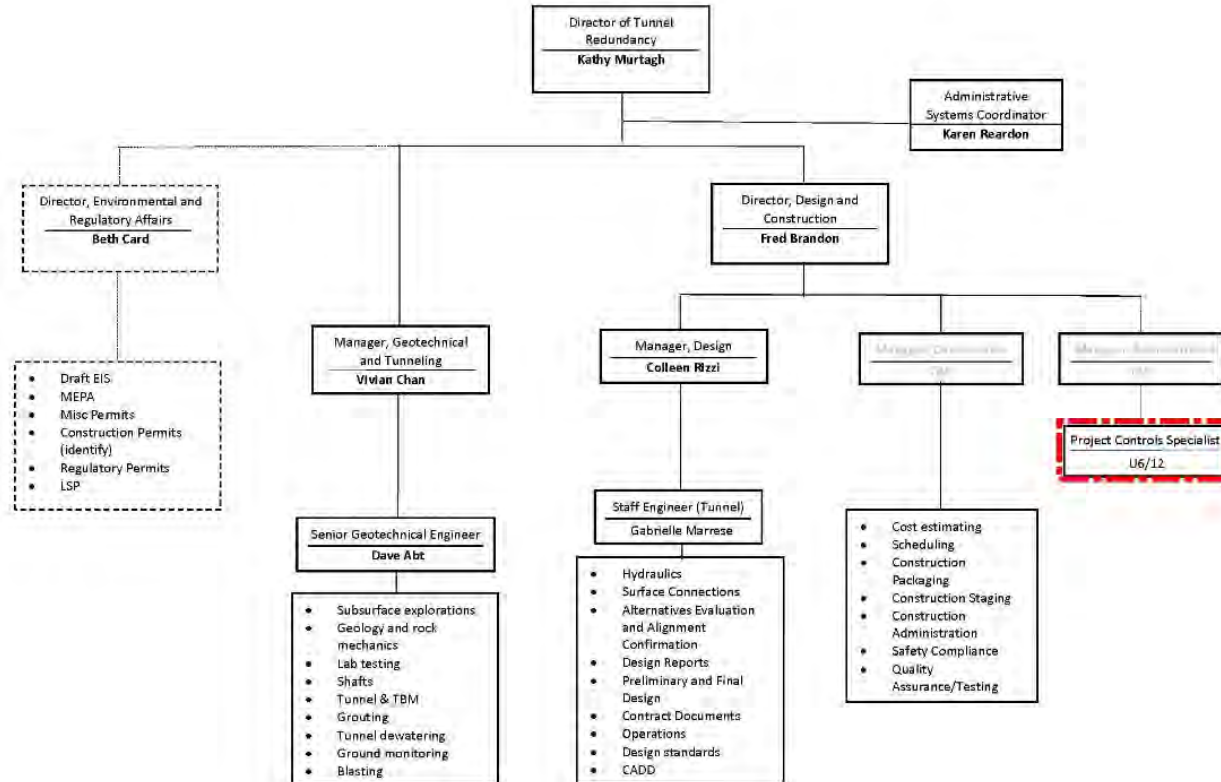 Director of Tunnel
Redundancy
Kathy Murtagh
Administrative
Systems Coordinator
Karen Reardon
Director, Environmental and
Regulatory Affairs
Beth Card
Director, Design and
Construction
Fred Brandon
Manager, Geotechnical
and Tunneling
Vivian Chan
Manager, Design
Colleen Rizzi
Manager,
Manager,
Project Controls Specialist
U6/12
• Draft EIS
• MEPA
• Misc Permits
• Construction Permits
(identify)
• Regulatory Permits
• LSP
Senior Geotechnical Engineer
Dave Abt
• Subsurface explorations
• Geology and rock
mechanics
• Lab testing
• Shafts
• Tunnel & TBM
• Grouting
• Tunnel dewatering
• Ground monitoring
• Blasting
Staff Engineer (Tunnel)
Gabrielle Marrese
• Hydraulics
• Surface Connections
• Alternatives Evaluation
and Alignment
Confirmation
• Design Reports
• Preliminary and Final
Design
• Contract Documents
• Operations
• Design standards
• CADD
• Cost estimating
• Scheduling
• Construction
Packaging
• Construction Staging
• Construction
Administration
• Safety Compliance
• Quality
Assurance/Testing